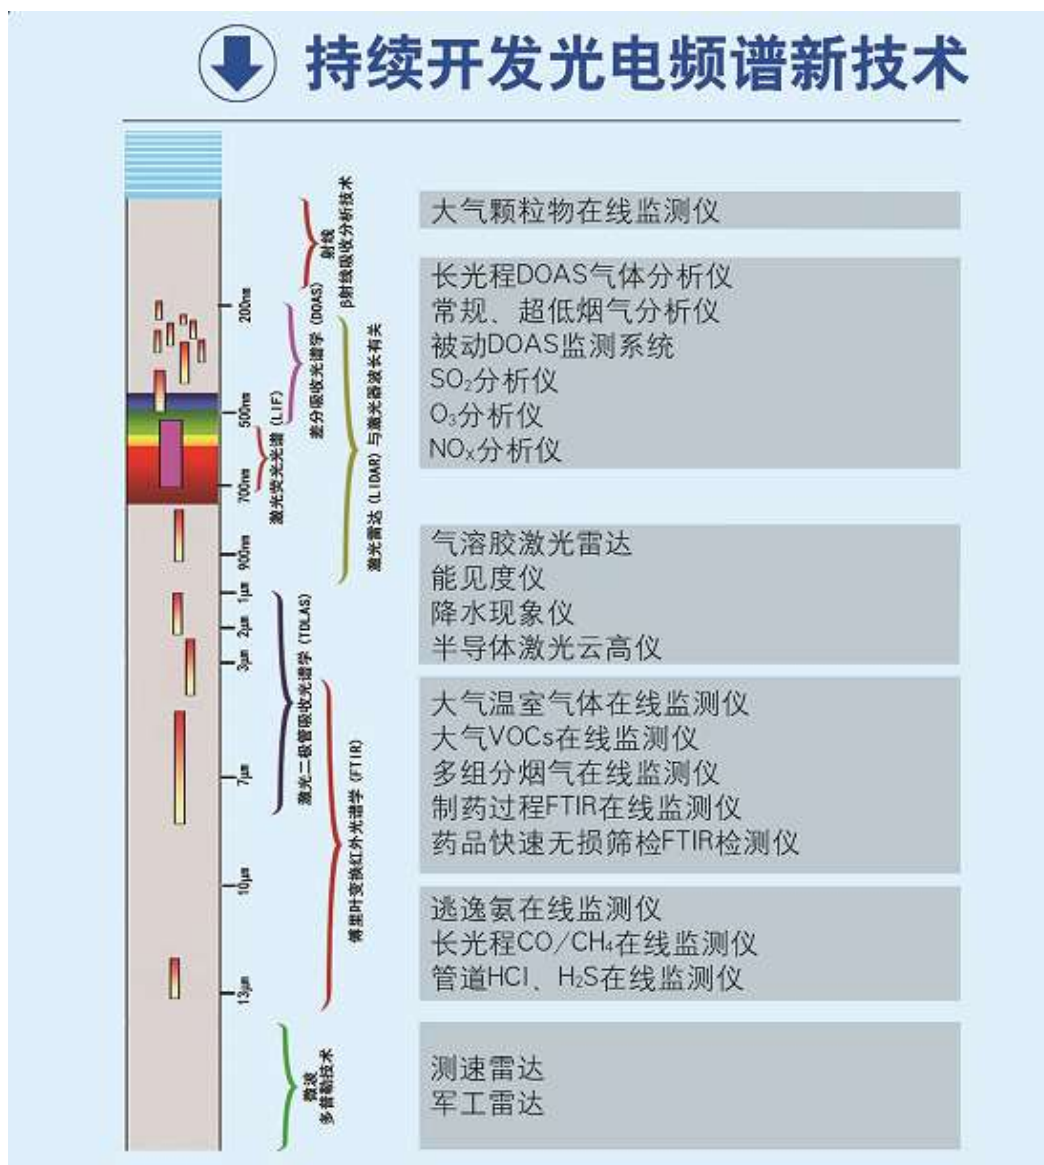 持续开发光电频谱新技术
射线
β射线吸收分析技术
差分吸收光谱学 (DOAS)
激光荧光光谱 (LIF)
激光雷达 (LIDAR) 与激光器波长有关
激光二极管吸收光谱学 (TDLAS)
傅里叶变换红外光谱学 (FTIR)
微波
多普勒技术
200nm
500nm
700nm
900nm
1μm
2μm
3μm
7μm
10μm
13μm
大气颗粒物在线监测仪
长光程DOAS气体分析仪
常规、超低烟气分析仪
被动DOAS监测系统
SO₂分析仪
O₃分析仪
NOₓ分析仪
气溶胶激光雷达
能见度仪
降水现象仪
半导体激光云高仪
大气温室气体在线监测仪
大气VOCs在线监测仪
多组分烟气在线监测仪
制药过程FTIR在线监测仪
药品快速无损筛检FTIR检测仪
逃逸氨在线监测仪
长光程CO/CH₄在线监测仪
管道HCl、H₂S在线监测仪
测速雷达
军工雷达